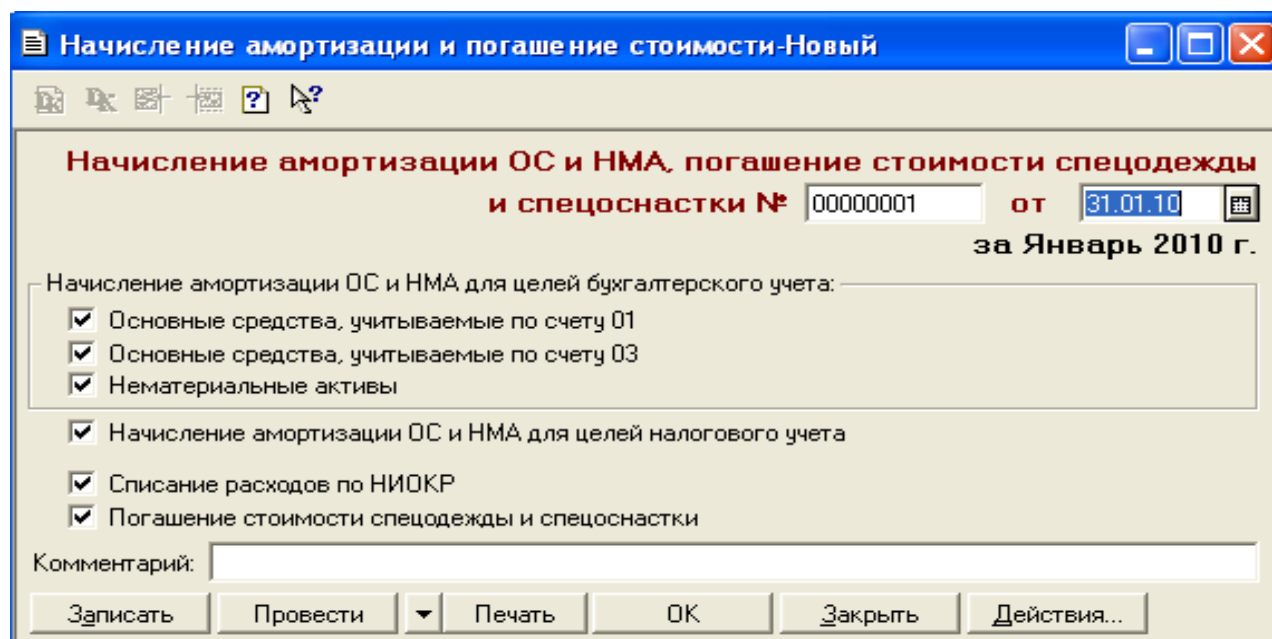 Начисление амортизации и погашение стоимости-Новый
Начисление амортизации ОС и НМА, погашение стоимости спецодежды
и спецоснастки № 00000001 от 31.01.10
за Январь 2010 г.
Начисление амортизации ОС и НМА для целей бухгалтерского учета:
Основные средства, учитываемые по счету 01
Основные средства, учитываемые по счету 03
Нематериальные активы
Начисление амортизации ОС и НМА для целей налогового учета
Списание расходов по НИОКР
Погашение стоимости спецодежды и спецоснастки
Комментарий:
Записать Провести Печать OK Закрыть Действия...